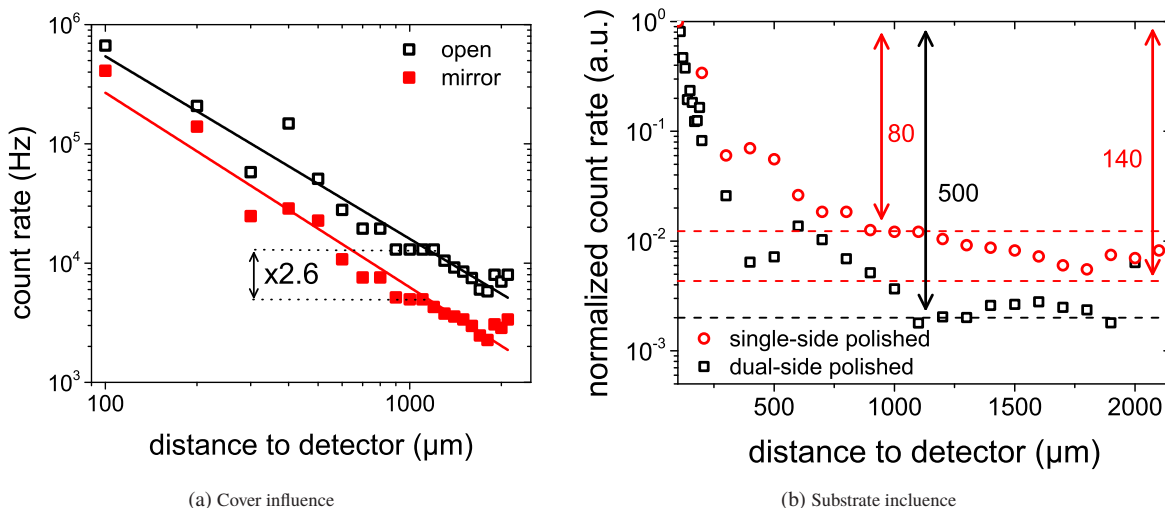 10⁶
10⁵
10⁴
10³
100
1000
count rate (Hz)
distance to detector (µm)
open
mirror
x2.6
(a) Cover influence
10⁰
10⁻¹
10⁻²
10⁻³
500
1000
1500
2000
normalized count rate (a.u.)
distance to detector (µm)
80
500
140
single-side polished
dual-side polished
(b) Substrate incluence